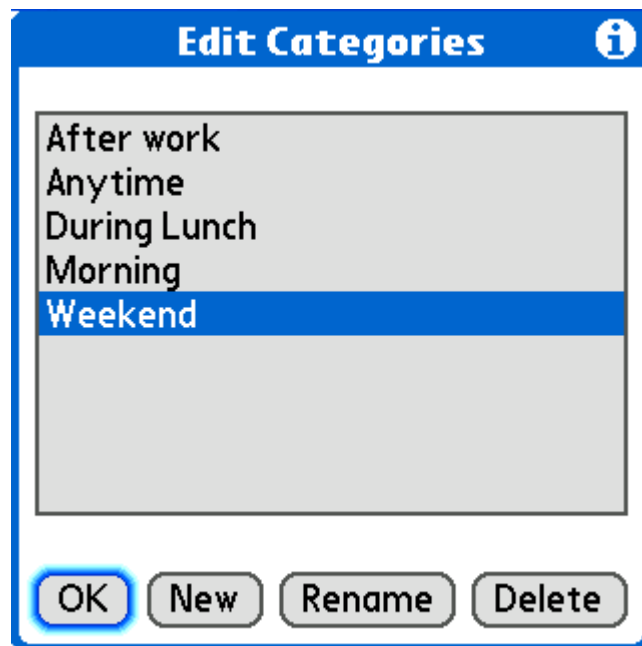 Edit Categories
After work
Anytime
During Lunch
Morning
Weekend
OK New Rename Delete